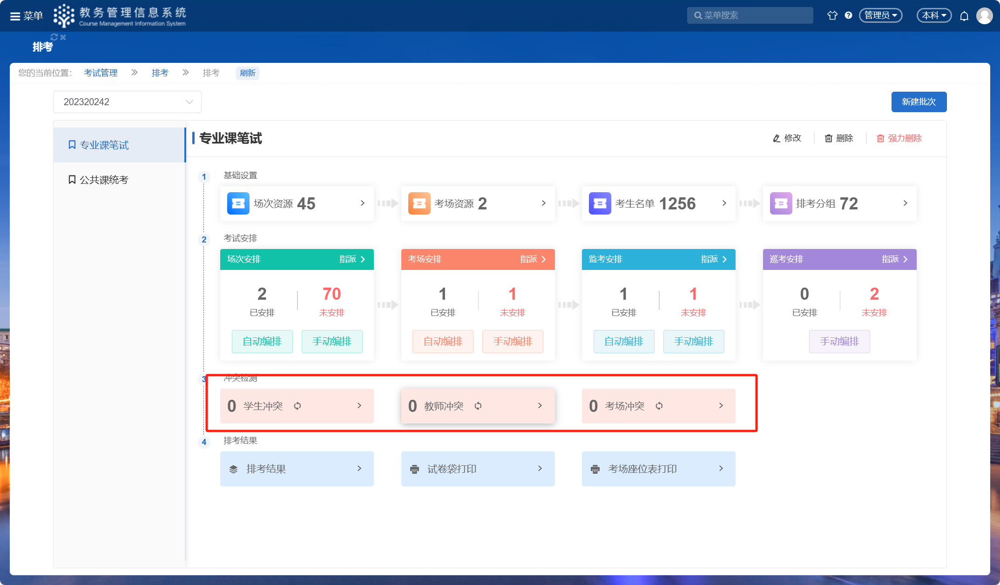 菜单
教务管理信息系统
Course Management Information System
菜单搜索
管理员
本科
排考
您的当前位置： 考试管理 排考 排考 刷新
202320242
新建批次
专业课笔试
公共课统考
专业课笔试
修改 删除 强力删除
1 基础设置
场次资源 45
考场资源 2
考生名单 1256
排考分组 72
2 考试安排
场次安排 指派
考场安排 指派
监考安排 指派
巡考安排 指派
2 70 1 1 1 1 0 2
已安排 未安排 已安排 未安排 已安排 未安排 已安排 未安排
自动编排 手动编排 自动编排 手动编排 自动编排 手动编排 手动编排
3 冲突检测
0 学生冲突
0 教师冲突
0 考场冲突
4 排考结果
排考结果
试卷袋打印
考场座位表打印